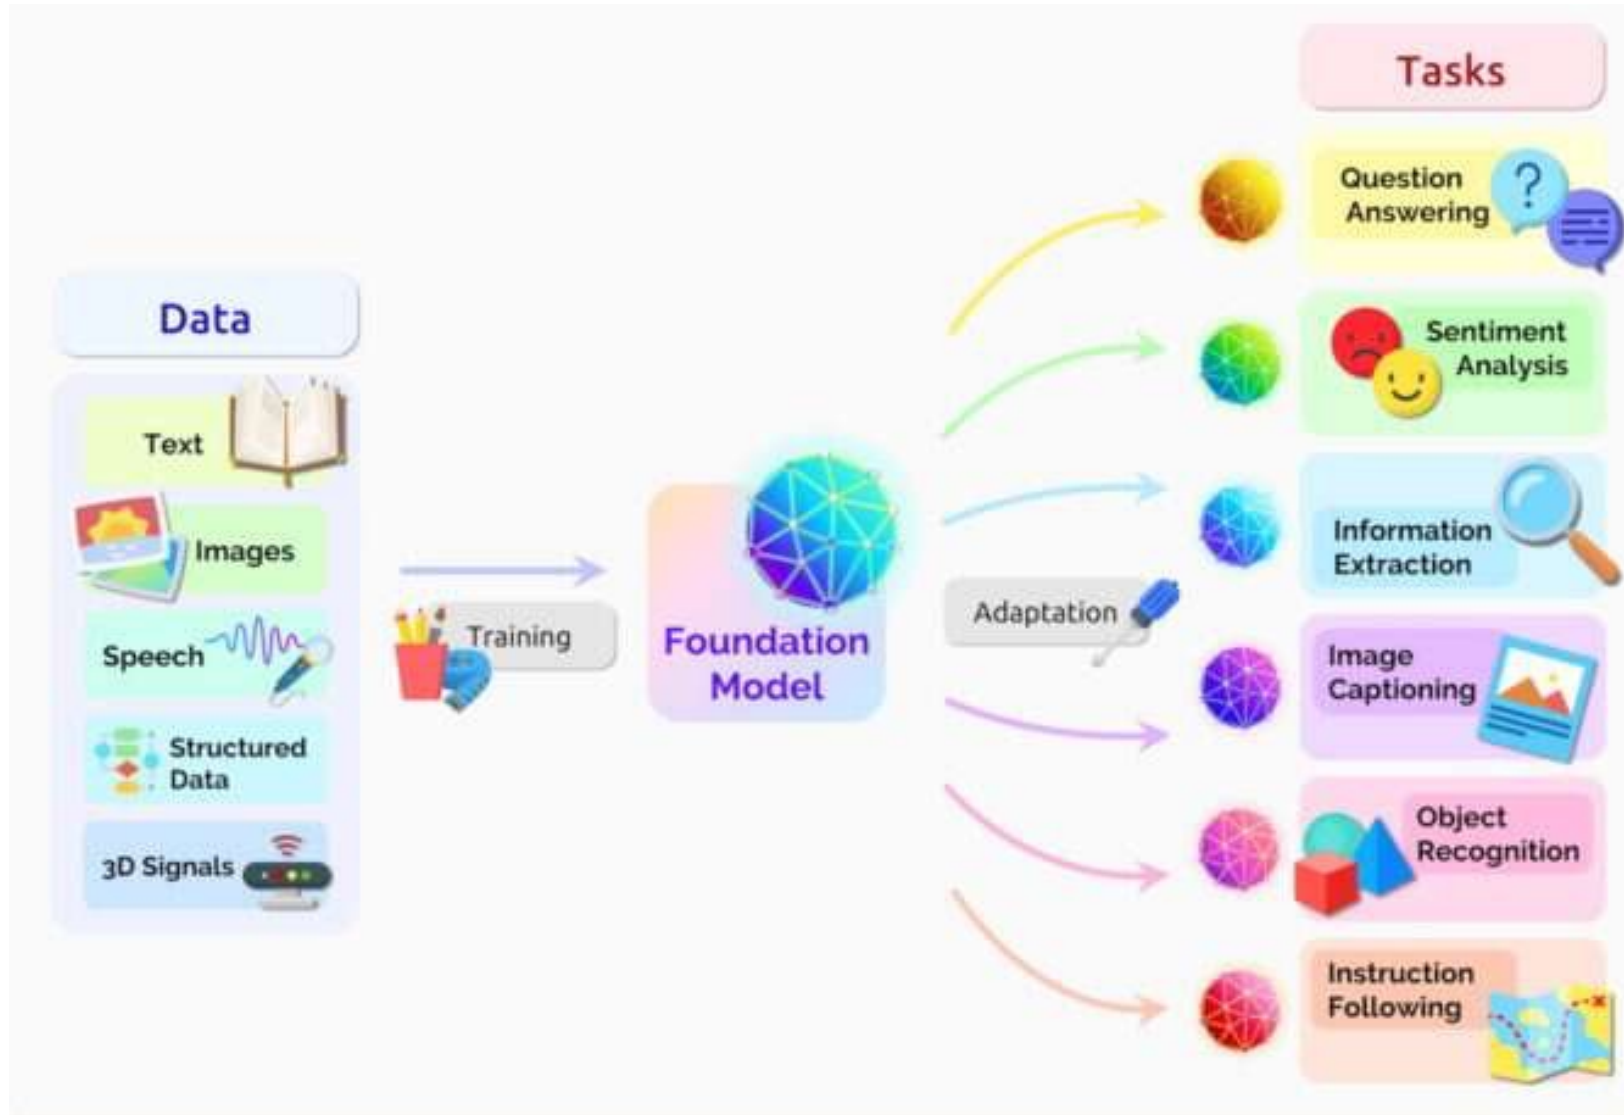 Data
Text
Images
Speech
Structured
Data
3D Signals
Training
Foundation
Model
Adaptation
Tasks
Question
Answering
Sentiment
Analysis
Information
Extraction
Image
Captioning
Object
Recognition
Instruction
Following